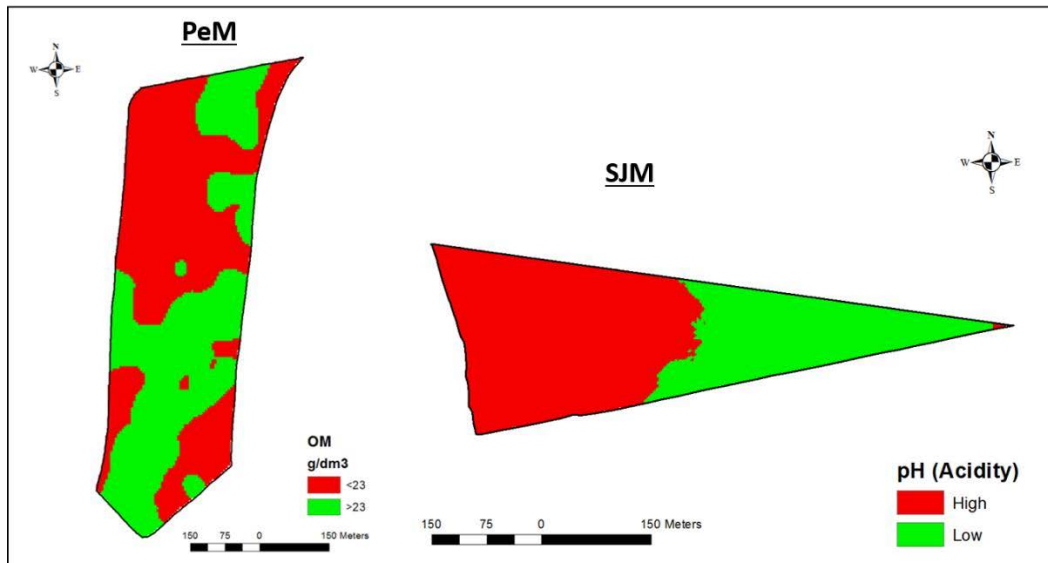 PeM
N
W E
S
SJM
N
W E
S
OM
g/dm3
<23
>23
150 75 0 150 Meters
pH (Acidity)
High
Low
150 75 0 150 Meters